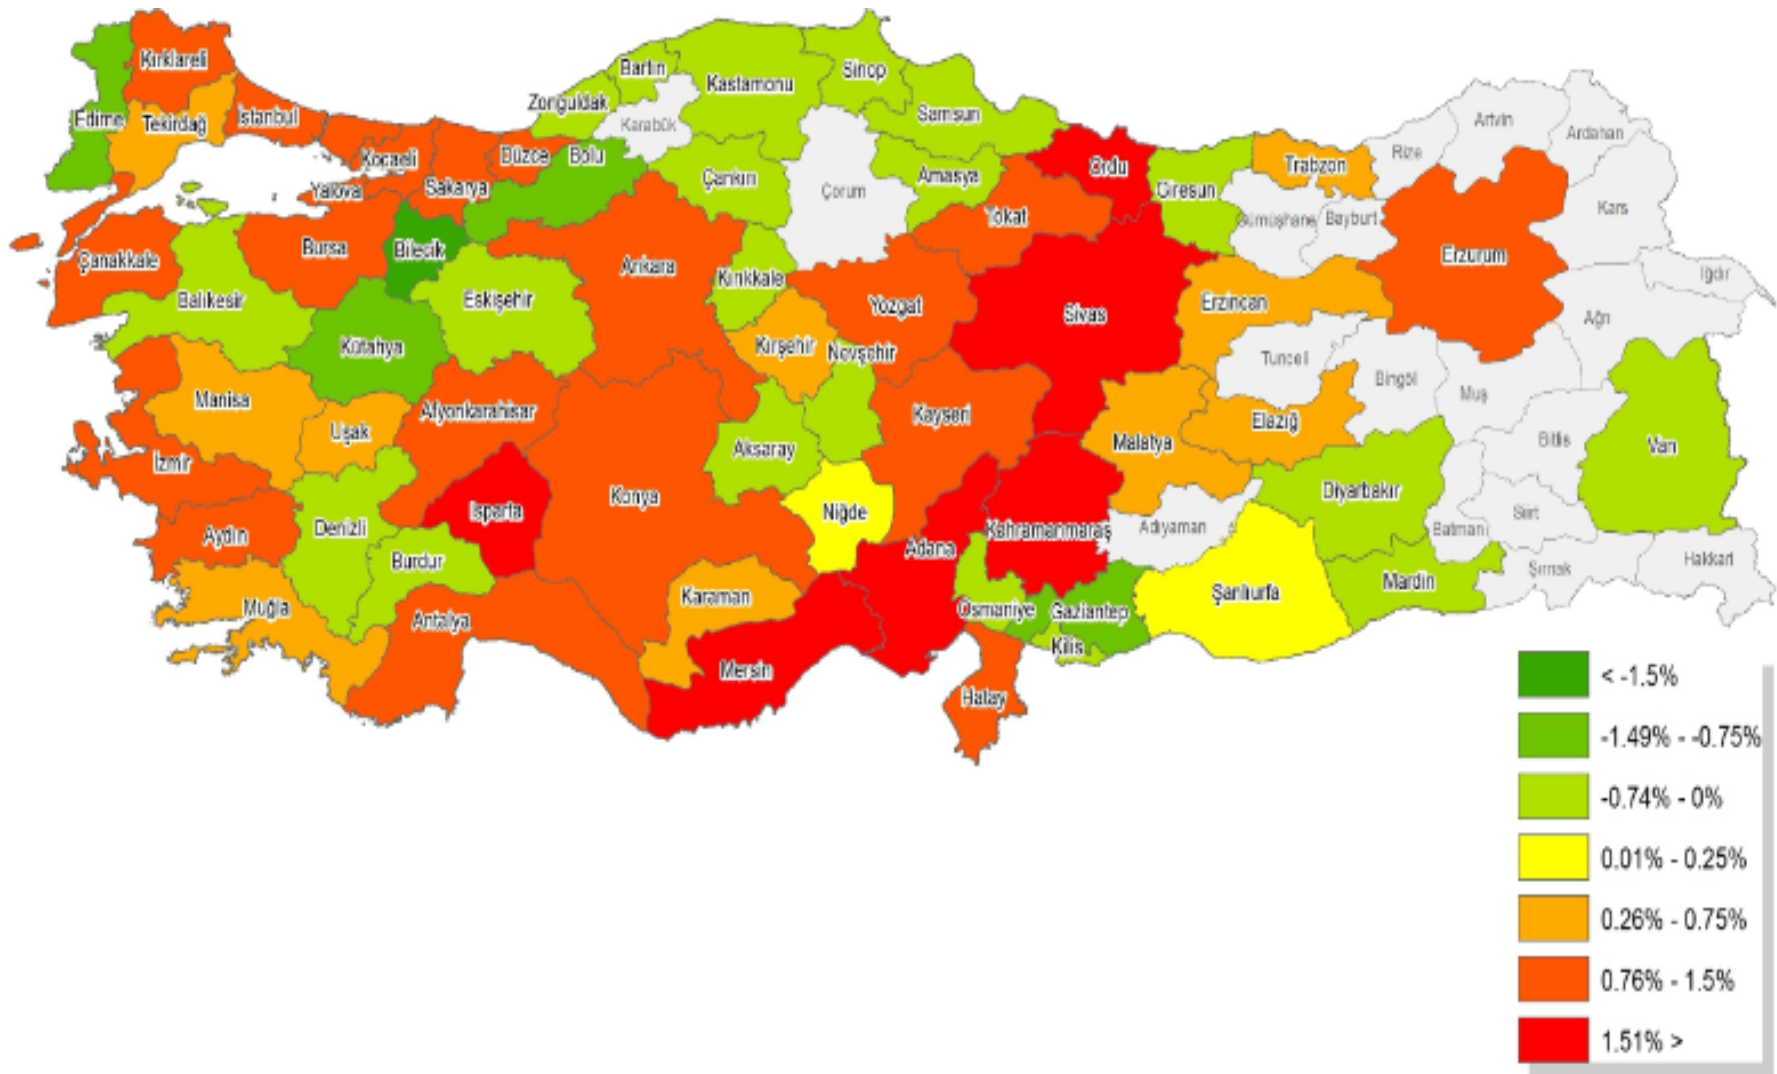 Kırklareli
Edirne
Tekirdağ
İstanbul
Kocaeli
Yalova
Sakarya
Düzce
Bolu
Zonguldak
Bartın
Karabük
Kastamonu
Sinop
Samsun
Çankırı
Çorum
Amasya
Tokat
Ordu
Giresun
Trabzon
Gümüşhane
Bayburt
Rize
Artvin
Ardahan
Kars
Iğdır
Erzurum
Ağrı
Çanakkale
Balıkesir
Bursa
Bilecik
Eskişehir
Kütahya
Ankara
Kırıkkale
Kırşehir
Nevşehir
Yozgat
Sivas
Erzincan
Tunceli
Bingöl
Muş
Bitlis
Van
Manisa
Uşak
Afyonkarahisar
İzmir
Aydın
Denizli
Isparta
Burdur
Muğla
Antalya
Konya
Aksaray
Niğde
Kayseri
Karaman
Mersin
Adana
Kahramanmaraş
Malatya
Elazığ
Adıyaman
Diyarbakır
Batman
Siirt
Şırnak
Hakkari
Mardin
Şanlıurfa
Osmaniye
Gaziantep
Kilis
Hatay
< -1.5%
-1.49% - -0.75%
-0.74% - 0%
0.01% - 0.25%
0.26% - 0.75%
0.76% - 1.5%
1.51% >